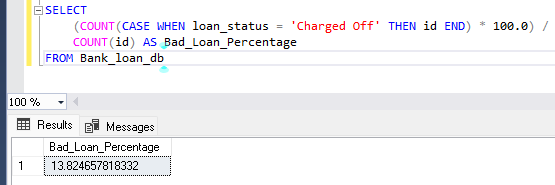 SELECT
(COUNT(CASE WHEN loan_status = 'Charged Off' THEN id END) * 100.0) /
COUNT(id) AS Bad_Loan_Percentage
FROM Bank_loan_db
100 %
Results Messages
Bad_Loan_Percentage
1 13.824657818332